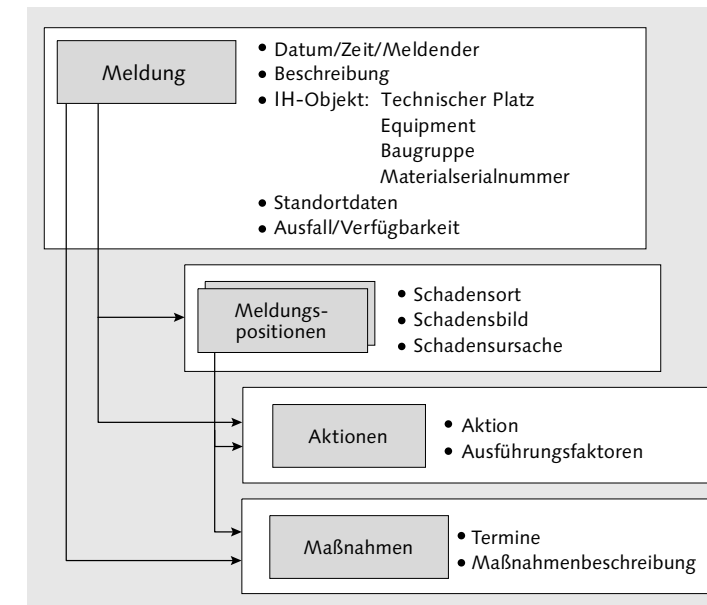 Meldung
• Datum/Zeit/Meldender
• Beschreibung
• IH-Objekt: Technischer Platz
Equipment
Baugruppe
Materialserialnummer
• Standortdaten
• Ausfall/Verfügbarkeit
Meldungs-
positionen
• Schadensort
• Schadensbild
• Schadensursache
Aktionen
• Aktion
• Ausführungsfaktoren
Maßnahmen
• Termine
• Maßnahmenbeschreibung